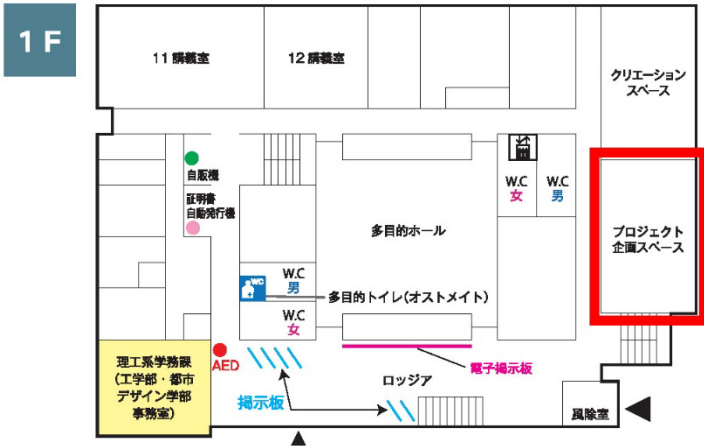 1 F
11 講義室
12 講義室
クリエーション
スペース
自販機
証明書
自動発行機
W.C
女
W.C
男
プロジェクト
企画スペース
多目的ホール
WC
W.C
男
多目的トイレ(オストメイト)
W.C
女
理工系学務課
(工学部・都市
デザイン学部
事務室)
AED
電子掲示板
掲示板
ロッジア
風除室